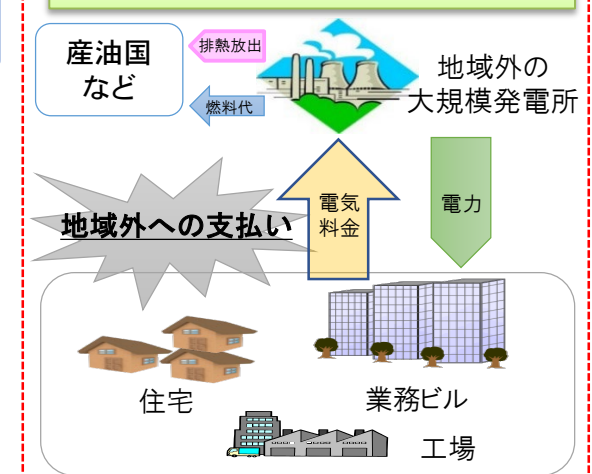 産油国
など
排熱放出
燃料代
地域外の
大規模発電所
地域外への支払い
電気
料金
電力
住宅
業務ビル
工場